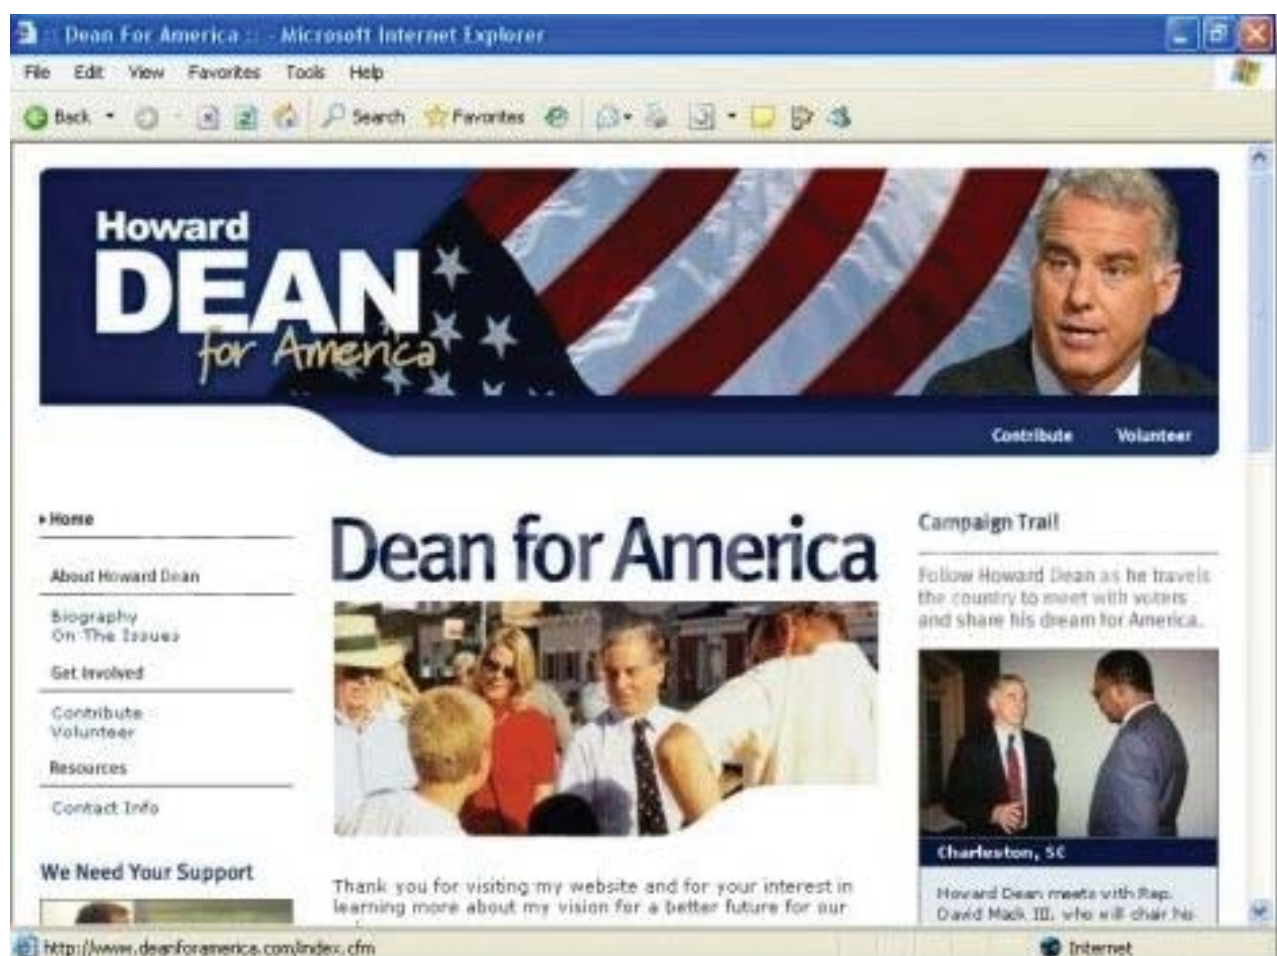 :: Dean For America :: - Microsoft Internet Explorer
File Edit View Favorites Tools Help
Back Search Favorites
Howard
DEAN
for America
Contribute Volunteer
Home
About Howard Dean
Biography
On The Issues
Get Involved
Contribute
Volunteer
Resources
Contact Info
We Need Your Support
Dean for America
Thank you for visiting my website and for your interest in
learning more about my vision for a better future for our
Campaign Trail
Follow Howard Dean as he travels
the country to meet with voters
and share his dream for America.
Charleston, SC
Howard Dean meets with Rep.
David Mack III, who will chair his
http://www.deanforamerica.com/index.cfm
Internet